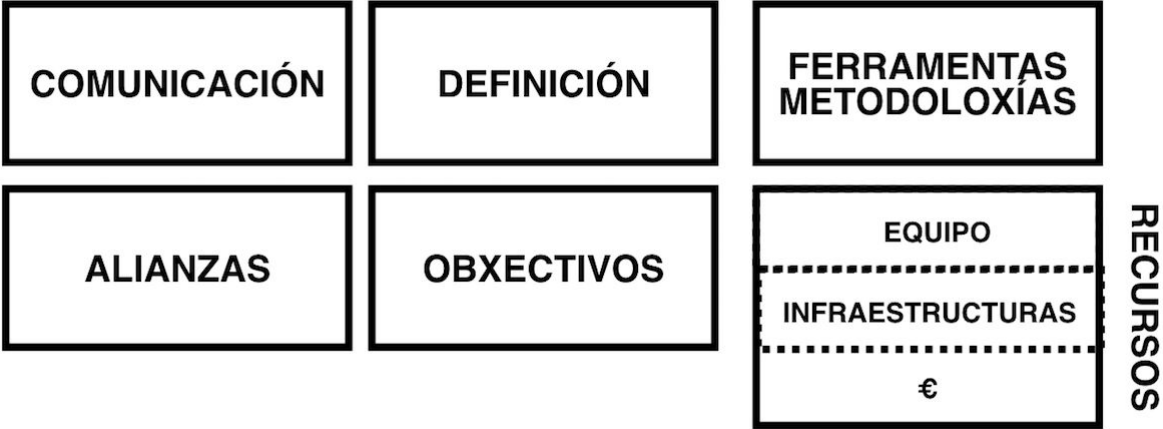 COMUNICACIÓN
DEFINICIÓN
FERRAMENTAS
METODOLOXÍAS
ALIANZAS
OBXECTIVOS
EQUIPO
INFRAESTRUCTURAS
€
RECURSOS